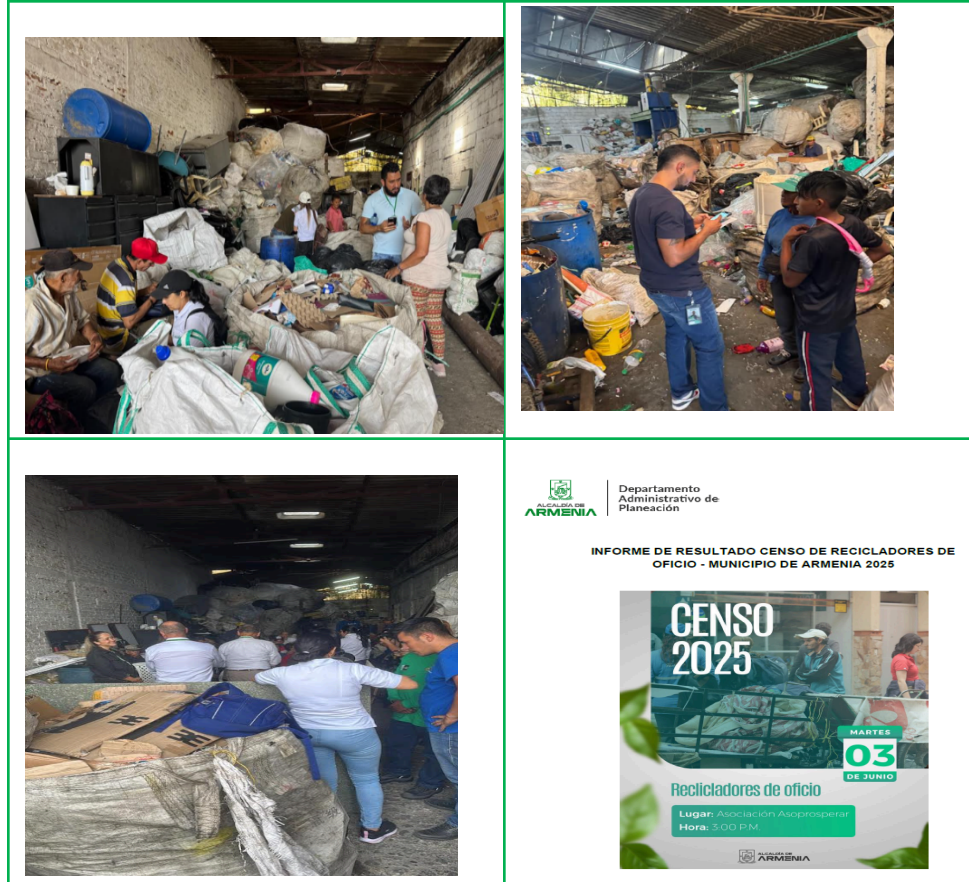 ALCALDÍA DE
ARMENIA
Departamento
Administrativo de
Planeación
INFORME DE RESULTADO CENSO DE RECICLADORES DE
OFICIO - MUNICIPIO DE ARMENIA 2025
CENSO
2025
MARTES
03
DE JUNIO
Reclicladores de oficio
Lugar: Asociación Asoprosperar
Hora: 3:00 P.M.
ALCALDÍA DE
ARMENIA